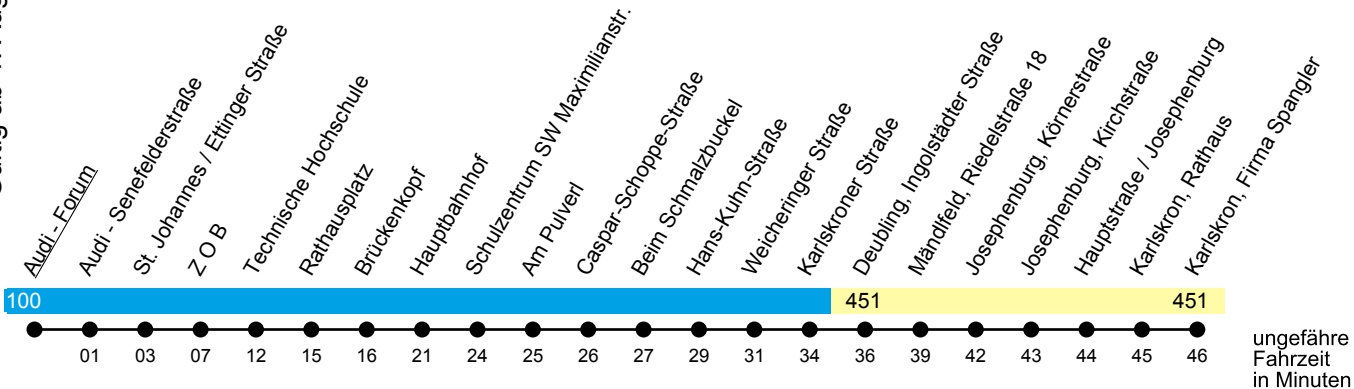 Audi - Forum
Audi - Senefelderstraße
St. Johannes / Ettinger Straße
Z O B
Technische Hochschule
Rathausplatz
Brückenkopf
Hauptbahnhof
Schulzentrum SW Maximilianstr.
Am Pulverl
Caspar-Schoppe-Straße
Beim Schmalzbuckel
Hans-Kuhn-Straße
Weicheringer Straße
Karlskroner Straße
Deubling, Ingolstädter Straße
Mändlfeld, Riedelstraße 18
Josephenburg, Körnerstraße
Josephenburg, Kirchstraße
Hauptstraße / Josephenburg
Karlskron, Rathaus
Karlskron, Firma Spangler
100 451 451
01 03 07 12 15 16 21 24 25 26 27 29 31 34 36 39 42 43 44 45 46
ungefähre
Fahrzeit
in Minuten